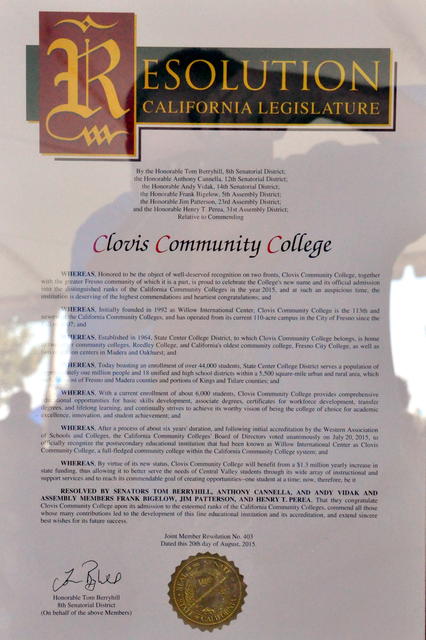 RESOLUTION
CALIFORNIA LEGISLATURE
By the Honorable Tom Berryhill, 8th Senatorial District;
the Honorable Anthony Cannella, 12th Senatorial District;
the Honorable Andy Vidak, 14th Senatorial District;
the Honorable Frank Bigelow, 5th Assembly District;
the Honorable Jim Patterson, 23rd Assembly District;
and the Honorable Henry T. Perea, 31st Assembly District;
Relative to Commending
Clovis Community College
WHEREAS, Honored to be the object of well-deserved recognition on two fronts, Clovis Community College, together
with the greater Fresno community of which it is a part, is proud to celebrate the College's new name and its official admission
into the distinguished ranks of the California Community Colleges in the year 2015, and at such an auspicious time, the
institution is deserving of the highest commendations and heartiest congratulations; and
WHEREAS, Initially founded in 1992 as Willow International Center, Clovis Community College is the 113th and
newest of the California Community Colleges, and has operated from its current 110-acre campus in the City of Fresno since the
2007; and
WHEREAS, Established in 1964, State Center College District, to which Clovis Community College belongs, is home
community colleges, Reedley College, and California's oldest community college, Fresno City College, as well as
centers in Madera and Oakhurst; and
WHEREAS, Today boasting an enrollment of over 44,000 students, State Center College District serves a population of
one million people and 18 unified and high school districts within a 5,500 square-mile urban and rural area, which
most of Fresno and Madera counties and portions of Kings and Tulare counties; and
WHEREAS, With a current enrollment of about 6,000 students, Clovis Community College provides comprehensive
educational opportunities for basic skills development, associate degrees, certificates for workforce development, transfer
degrees, and lifelong learning, and continually strives to achieve its worthy vision of being the college of choice for academic
excellence, innovation, and student achievement; and
WHEREAS, After a process of about six years' duration, and following initial accreditation by the Western Association
of Schools and Colleges, the California Community Colleges' Board of Directors voted unanimously on July 20, 2015, to
officially recognize the postsecondary educational institution that had been known as Willow International Center as Clovis
Community College, a full-fledged community college within the California Community College system; and
WHEREAS, By virtue of its new status, Clovis Community College will benefit from a $1.3 million yearly increase in
state funding, thus allowing it to better serve the needs of Central Valley students through its wide array of instructional and
support services and to reach its commendable goal of creating opportunities–one student at a time; now, therefore, be it
RESOLVED BY SENATORS TOM BERRYHILL, ANTHONY CANNELLA, AND ANDY VIDAK AND
ASSEMBLY MEMBERS FRANK BIGELOW, JIM PATTERSON, AND HENRY T. PEREA, That they congratulate
Clovis Community College upon its admission to the esteemed ranks of the California Community Colleges, commend all those
whose many contributions led to the development of this fine educational institution and its accreditation, and extend sincere
best wishes for its future success.
Joint Member Resolution No. 403
Dated this 20th day of August, 2015.
Honorable Tom Berryhill
8th Senatorial District
(On behalf of the above Members)